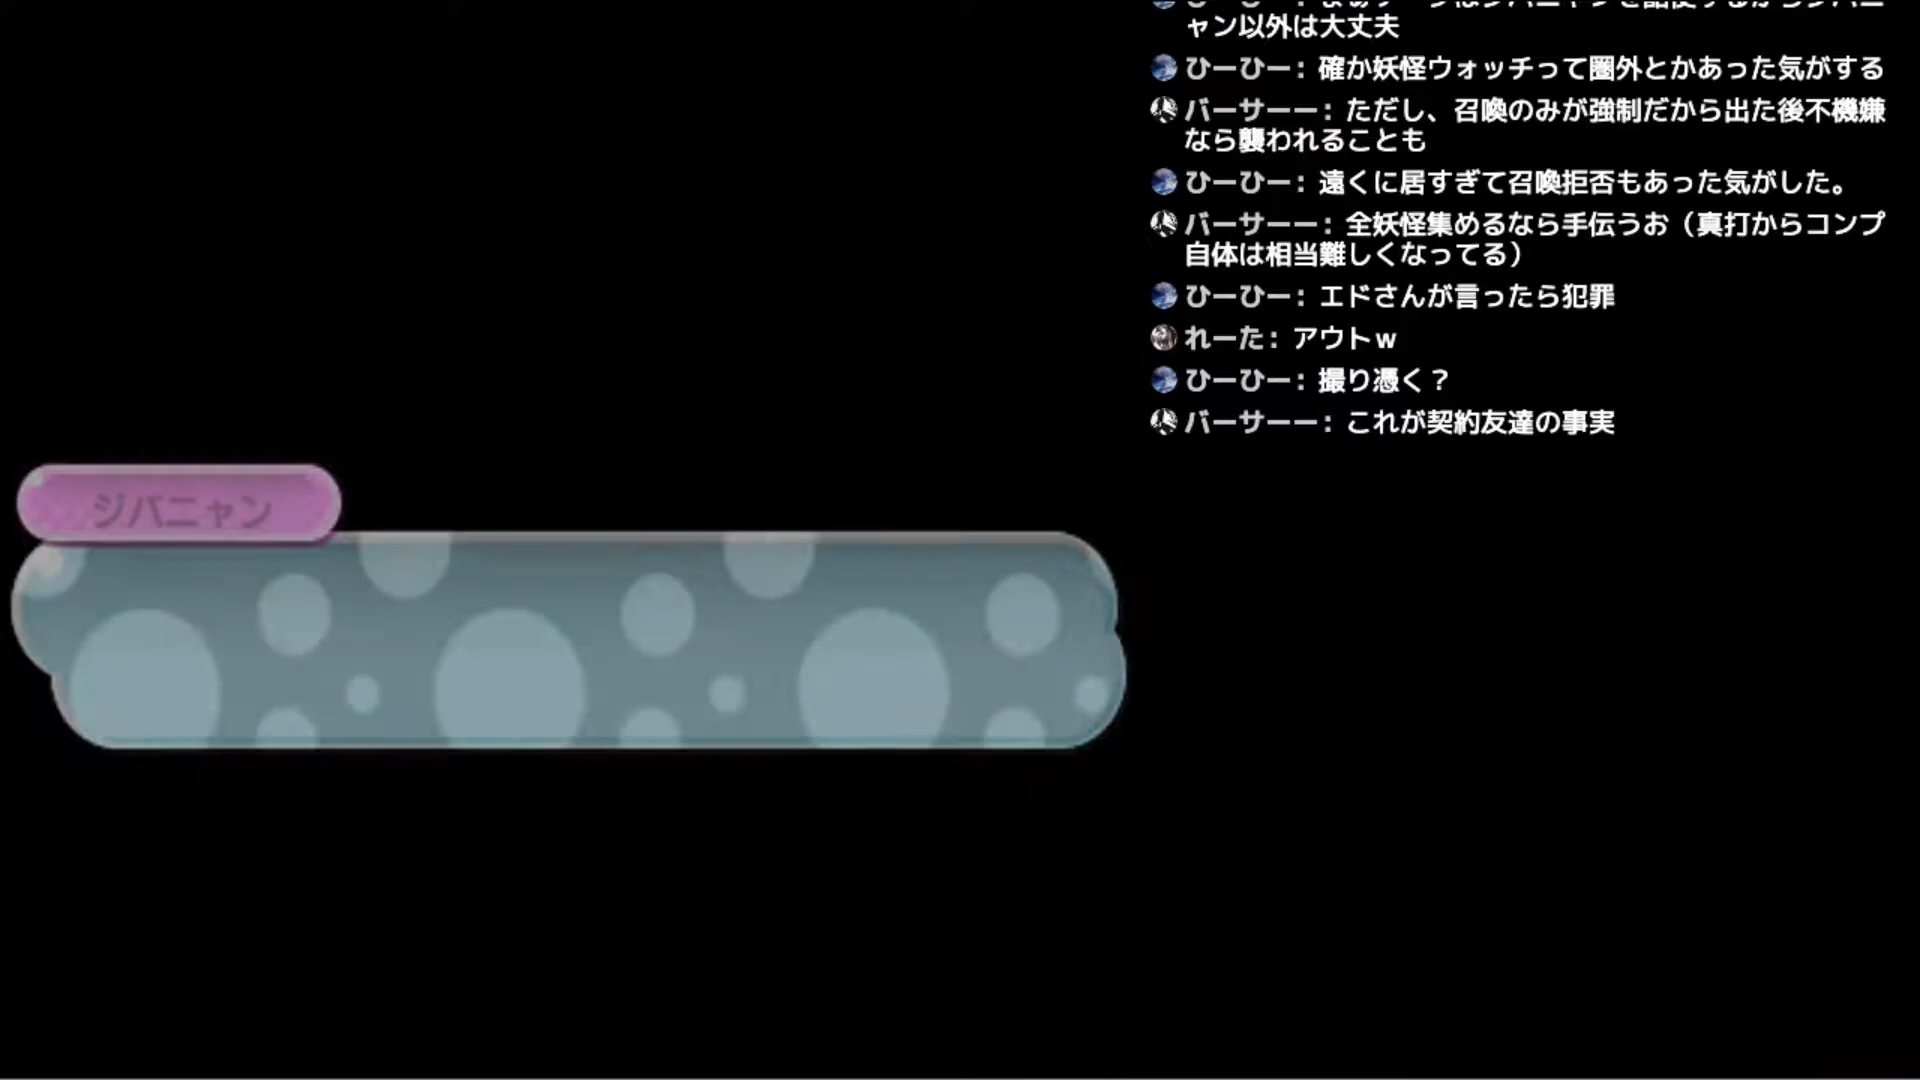 ャン以外は大丈夫
ひーひー: 確か妖怪ウォッチって圏外とかあった気がする
バーサーー: ただし、召喚のみが強制だから出た後不機嫌
なら襲われることも
ひーひー: 遠くに居すぎて召喚拒否もあった気がした。
バーサーー: 全妖怪集めるなら手伝うお（真打からコンプ
自体は相当難しくなってる）
ひーひー: エドさんが言ったら犯罪
れーた: アウトｗ
ひーひー: 撮り憑く？
バーサーー: これが契約友達の事実
ジバニャン